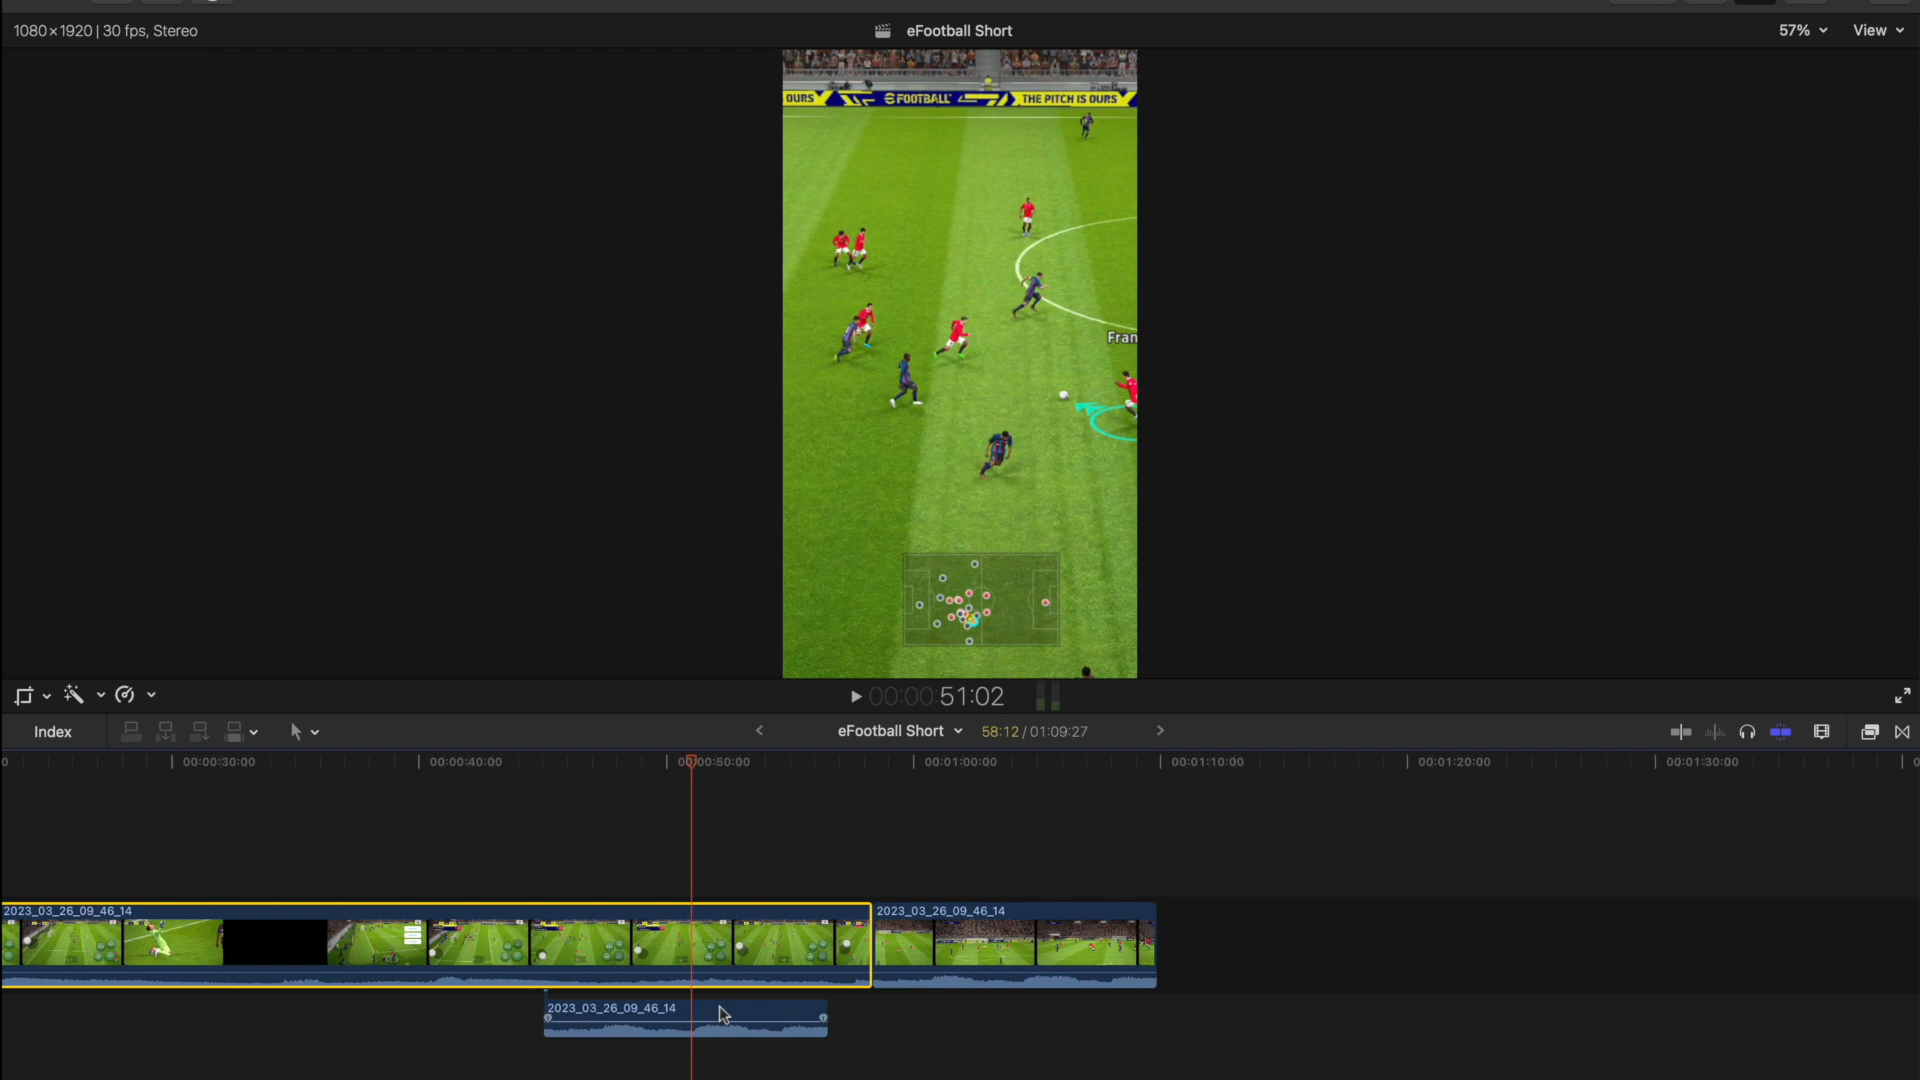 1080×1920 | 30 fps, Stereo
eFootball Short
57%
View
OURS
FOOTBALL
THE PITCH IS OURS
Fran
00:00:51:02
Index
eFootball Short
58:12 / 01:09:27
00:00:30:00
00:00:40:00
00:00:50:00
00:01:00:00
00:01:10:00
00:01:20:00
00:01:30:00
2023_03_26_09_46_14
2023_03_26_09_46_14
2023_03_26_09_46_14